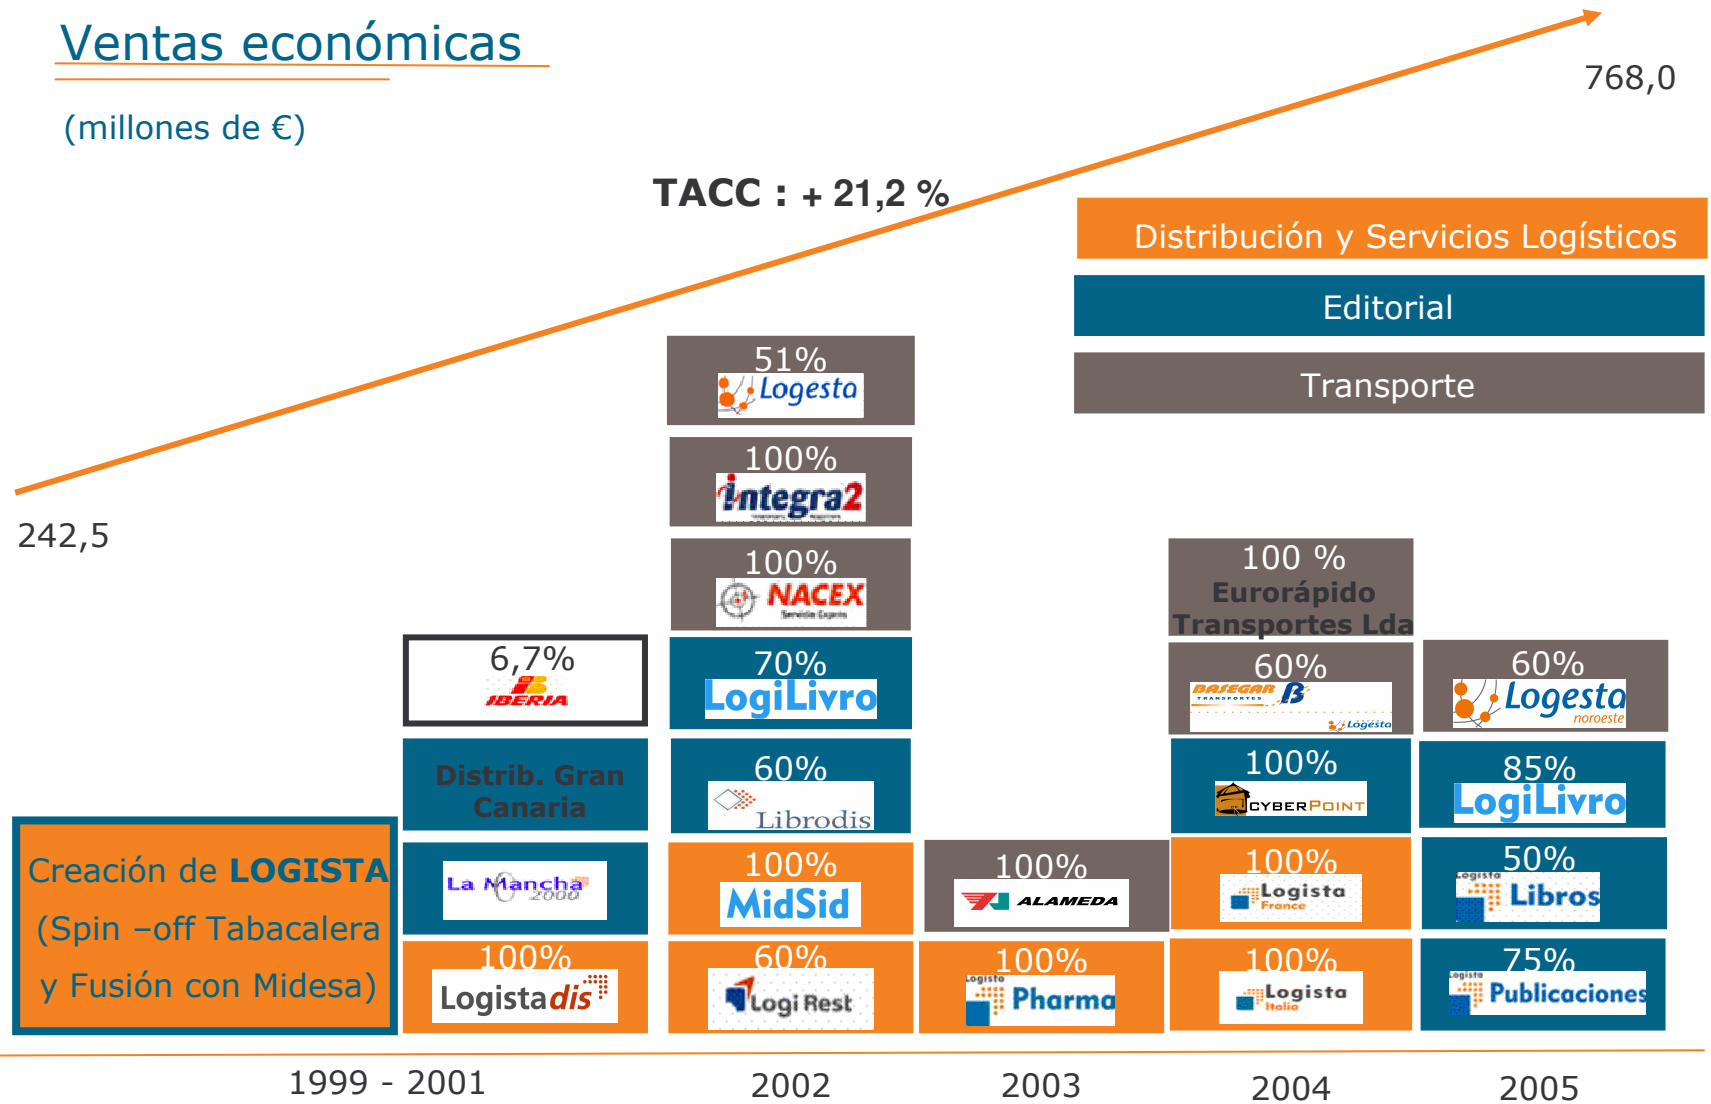 Ventas económicas
(millones de €)
768,0
TACC : + 21,2 %
Distribución y Servicios Logísticos
Editorial
Transporte
242,5
Creación de LOGISTA
(Spin –off Tabacalera
y Fusión con Midesa)
6,7%
IBERIA
Distrib. Gran
Canaria
La Mancha
2000
100%
Logistadis
1999 - 2001
51%
Logesta
100%
integra2
100%
NACEX
Servicio Express
70%
LogiLivro
60%
Librodis
100%
MidSid
60%
Logi Rest
2002
100%
ALAMEDA
100%
Logista
Pharma
2003
100 %
Eurorápido
Transportes Lda
60%
BASEGAR B
TRANSPORTES
Logesta
100%
CYBERPOINT
100%
Logista
France
100%
Logista
Italia
2004
60%
Logesta
noroeste
85%
LogiLivro
50%
Logista
Libros
75%
Logista
Publicaciones
2005